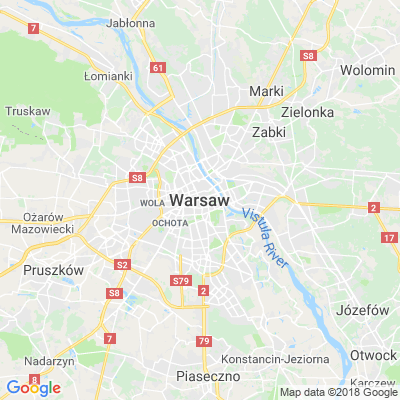 Jabłonna
7
S8
61
Łomianki
Wolomin
Marki
Truskaw
Zielonka
Zabki
S8
WOLA
Warsaw
2
Ożarów
Mazowiecki
OCHOTA
Vistula River
17
Pruszków
S2
S79
S8
2
Józefów
79
7
Otwock
Nadarzyn
Konstancin-Jeziorna
8
Piaseczno
Karczew
Google
Map data ©2018 Google